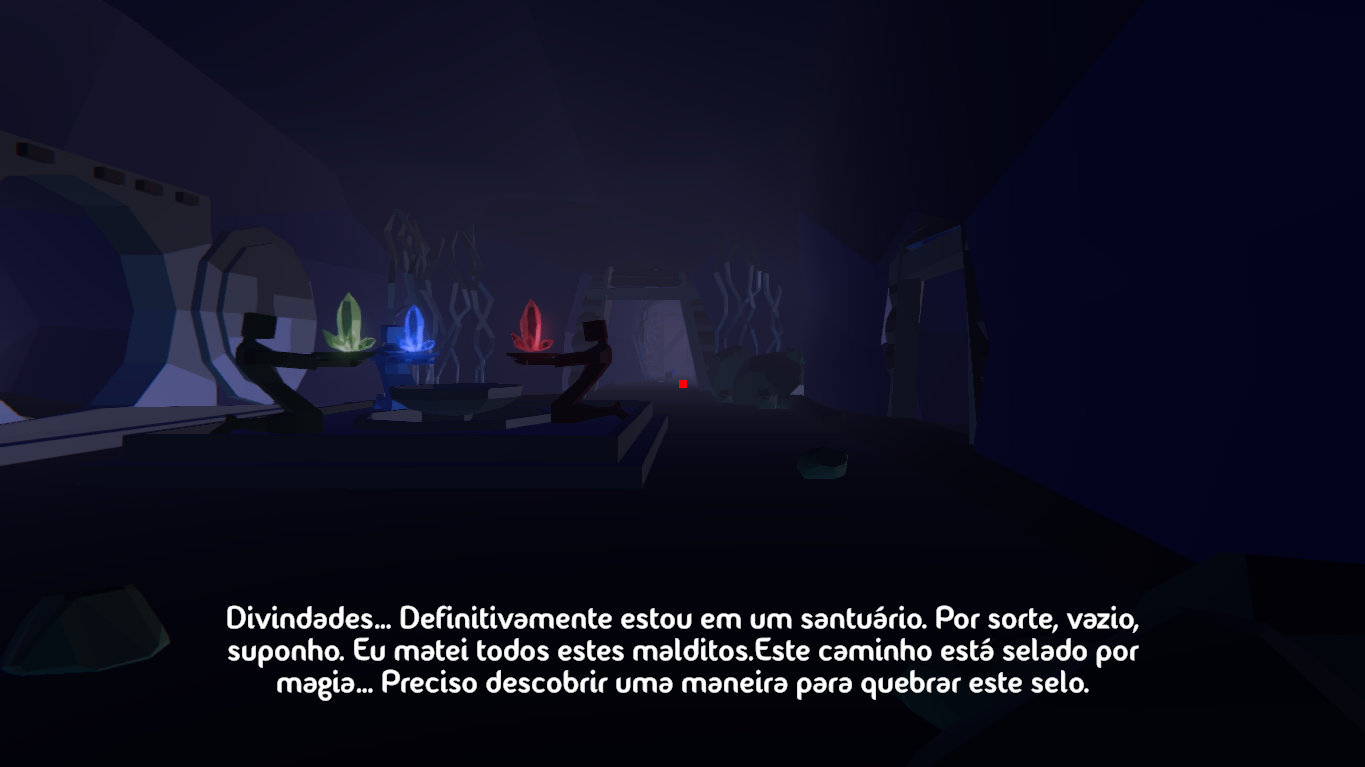 Divindades... Definitivamente estou em um santuário. Por sorte, vazio,
suponho. Eu matei todos estes malditos.Este caminho está selado por
magia... Preciso descobrir uma maneira para quebrar este selo.